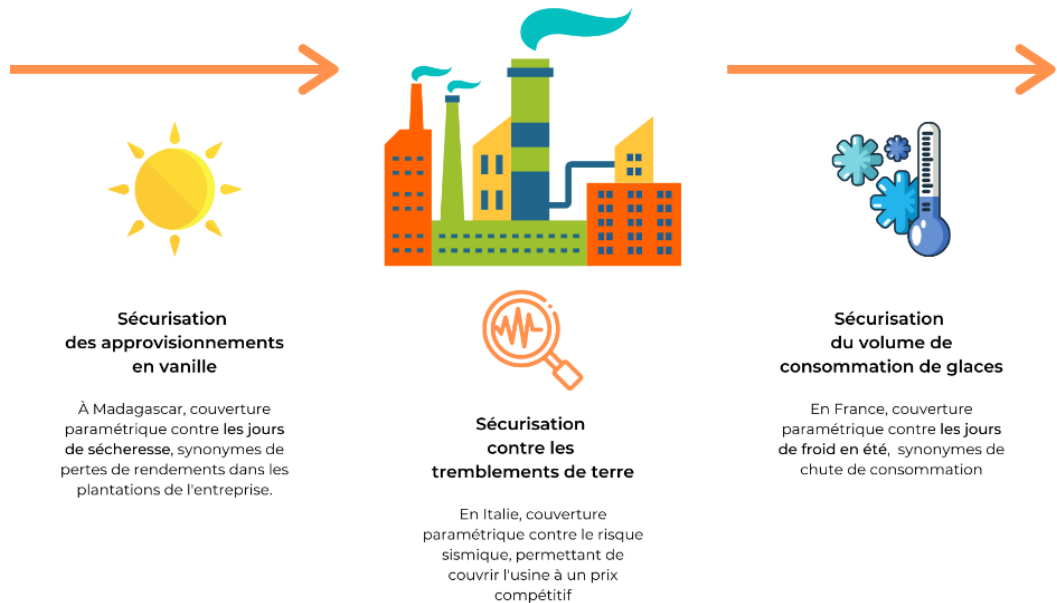 Sécurisation
des approvisionnements
en vanille
À Madagascar, couverture
paramétrique contre les jours
de sécheresse, synonymes de
pertes de rendements dans les
plantations de l'entreprise.
Sécurisation
contre les
tremblements de terre
En Italie, couverture
paramétrique contre le risque
sismique, permettant de
couvrir l'usine à un prix
compétitif
Sécurisation
du volume de
consommation de glaces
En France, couverture
paramétrique contre les jours
de froid en été, synonymes de
chute de consommation